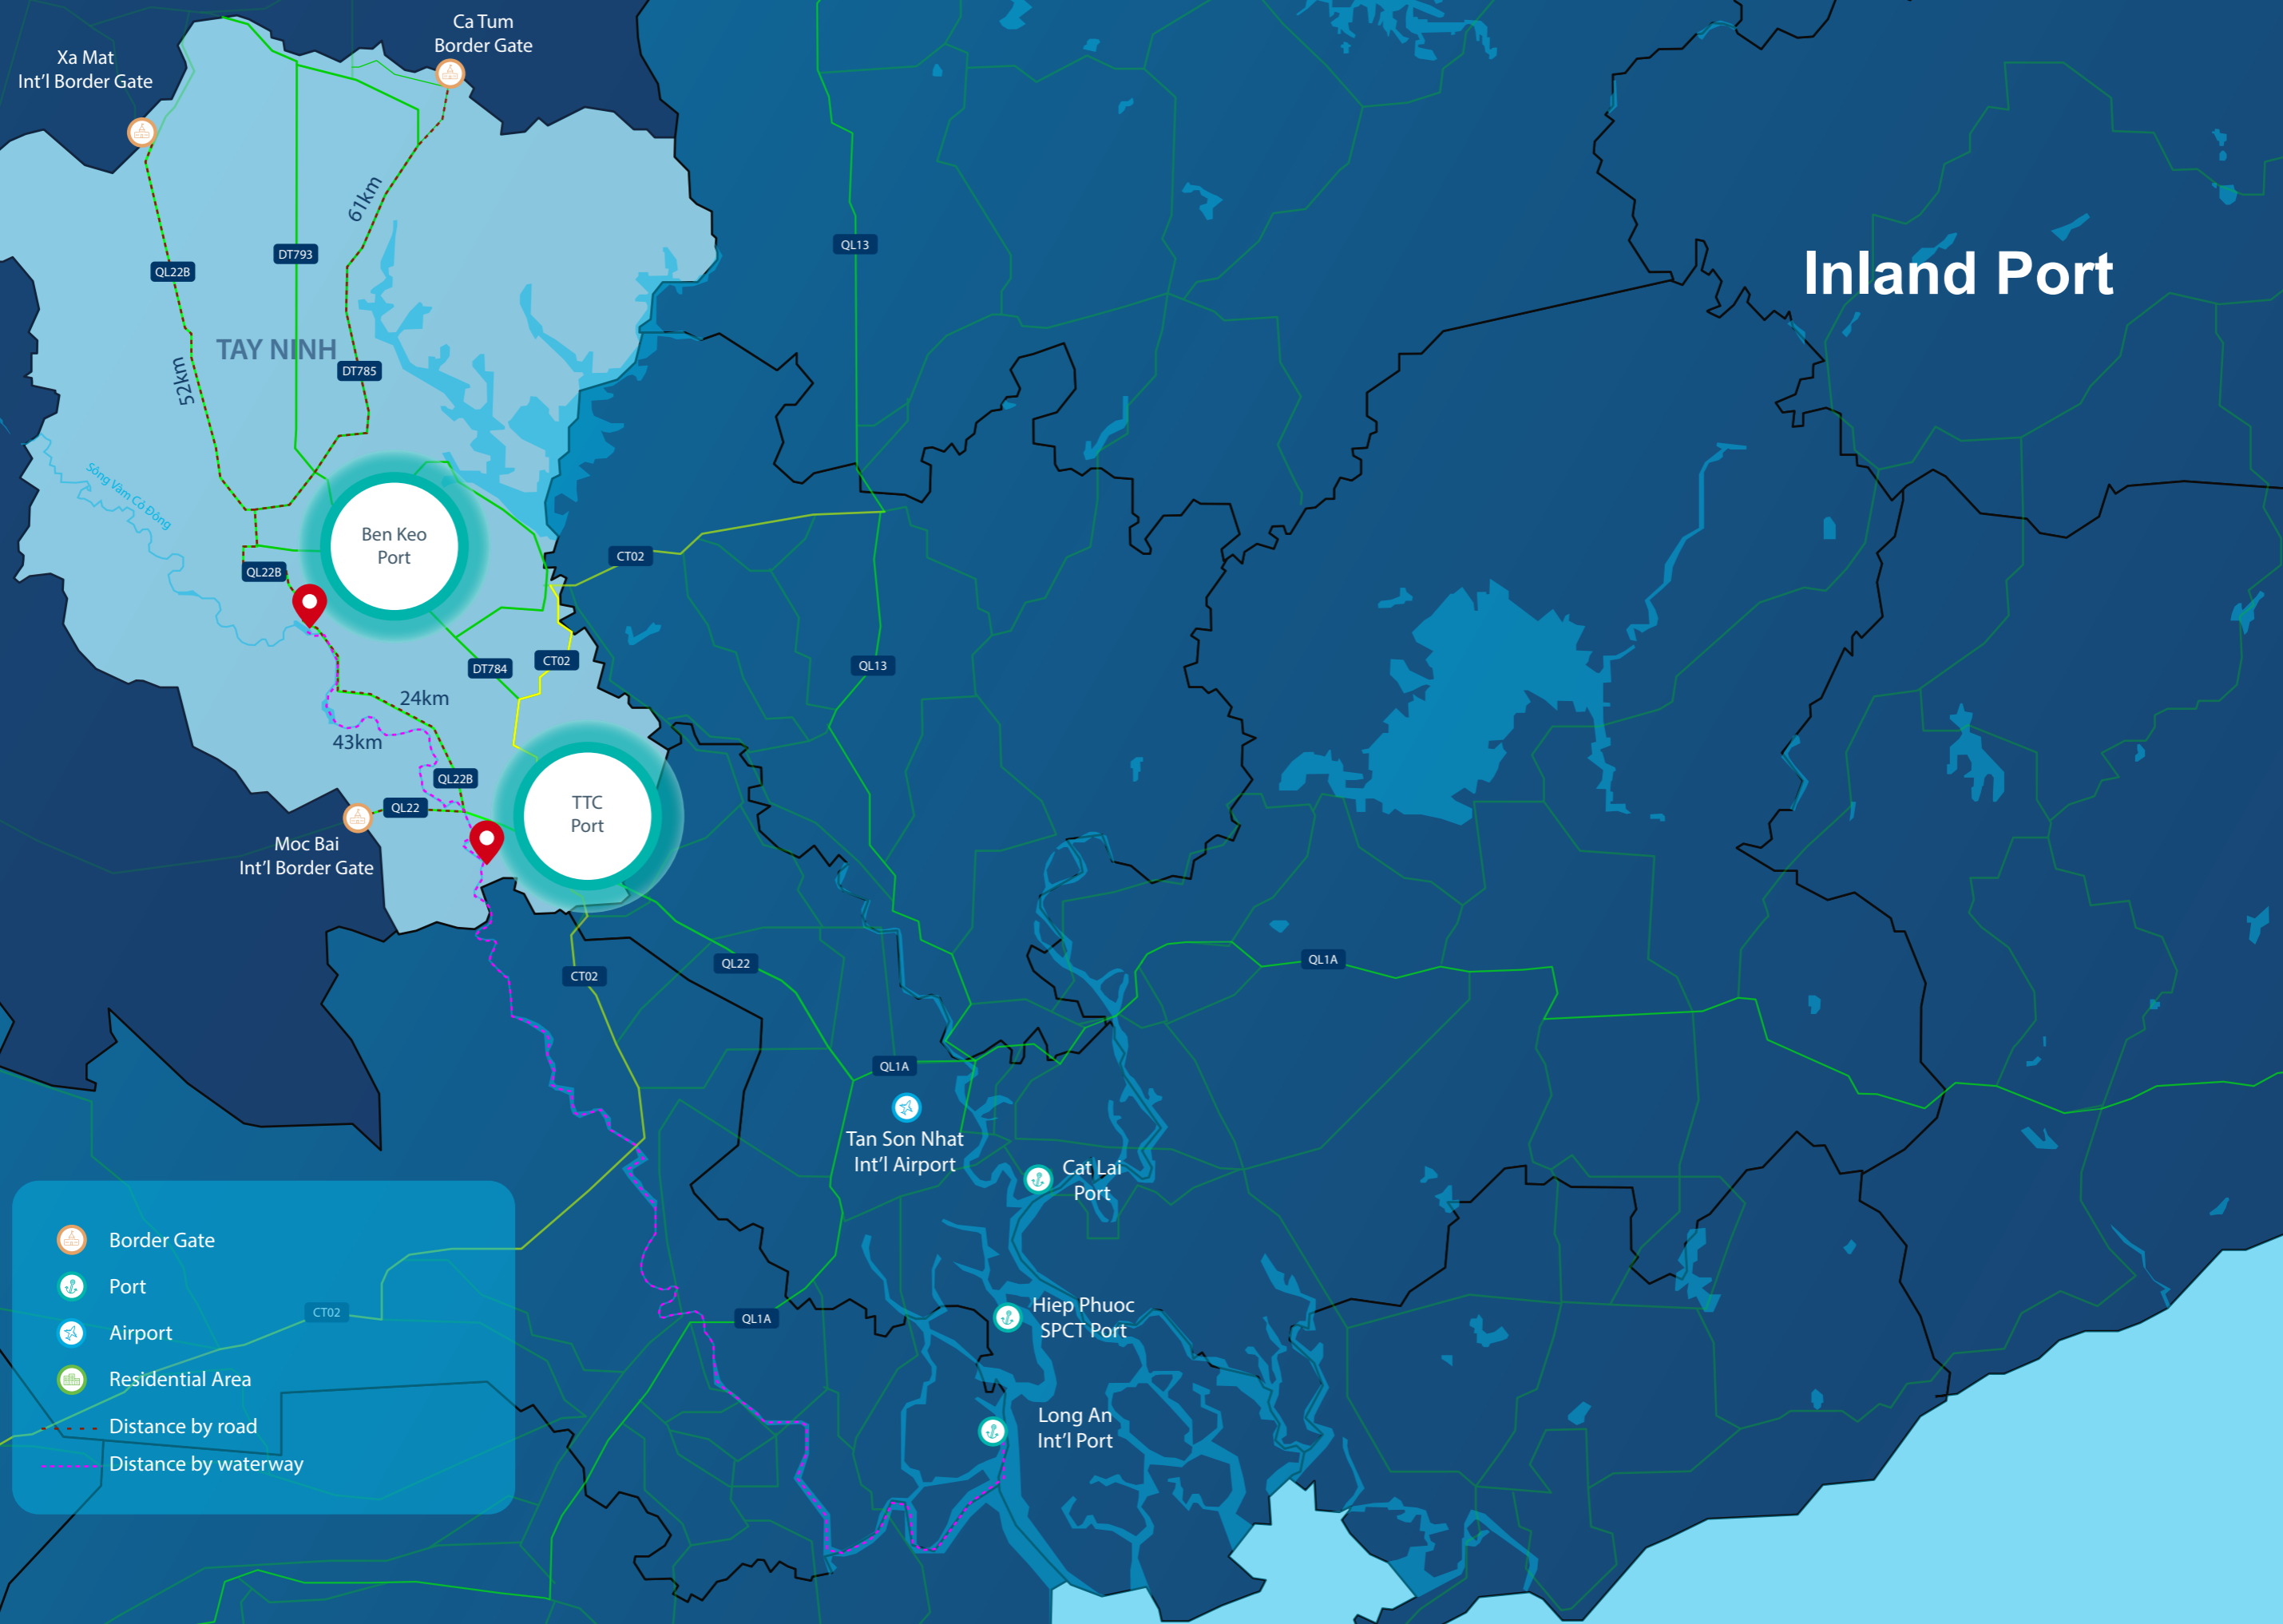 Ca Tum
Border Gate
Xa Mat
Int'l Border Gate
61km
QL13
DT793
QL22B
Inland Port
TAY NINH
DT785
52km
Sông Vàm Cỏ Đông
Ben Keo
Port
CT02
QL22B
CT02
DT784
QL13
24km
43km
QL22B
TTC
Port
QL22
Moc Bai
Int'l Border Gate
QL22
QL1A
CT02
QL1A
Tan Son Nhat
Int'l Airport
Cat Lai
Port
Border Gate
Port
Hiep Phuoc
SPCT Port
CT02
QL1A
Airport
Residential Area
Long An
Int'l Port
Distance by road
Distance by waterway